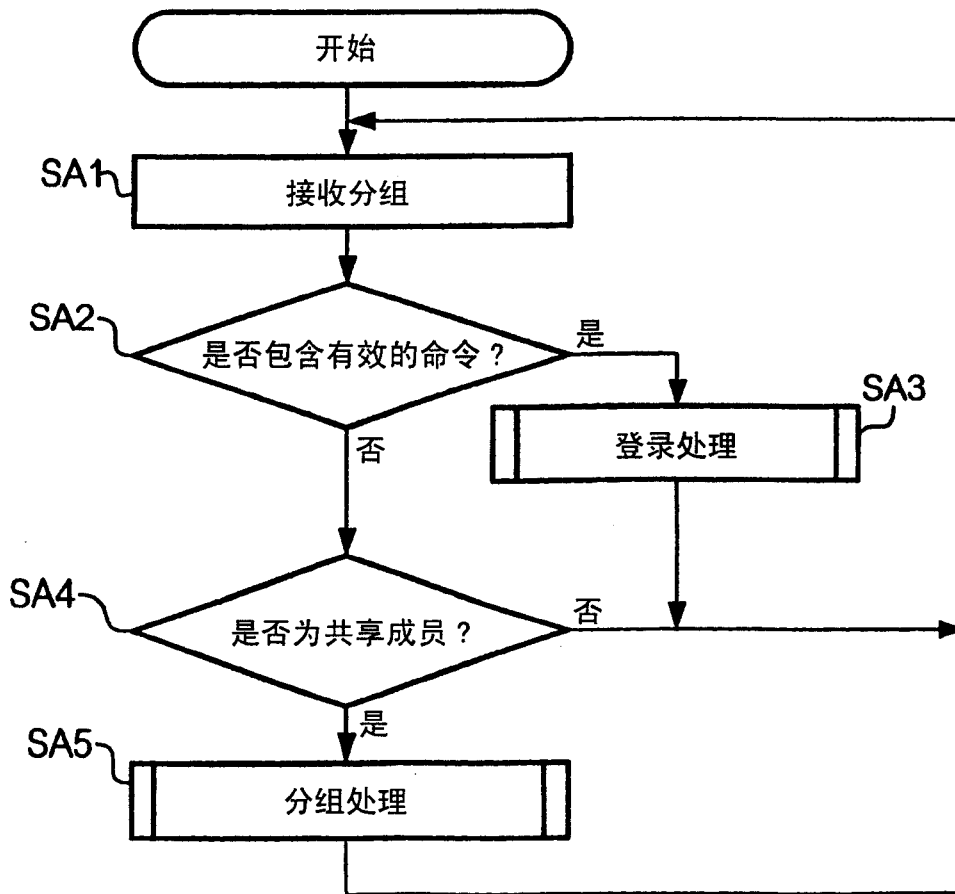 开始
SA1
接收分组
SA2
是否包含有效的命令？
是
SA3
登录处理
否
SA4
是否为共享成员？
否
是
SA5
分组处理